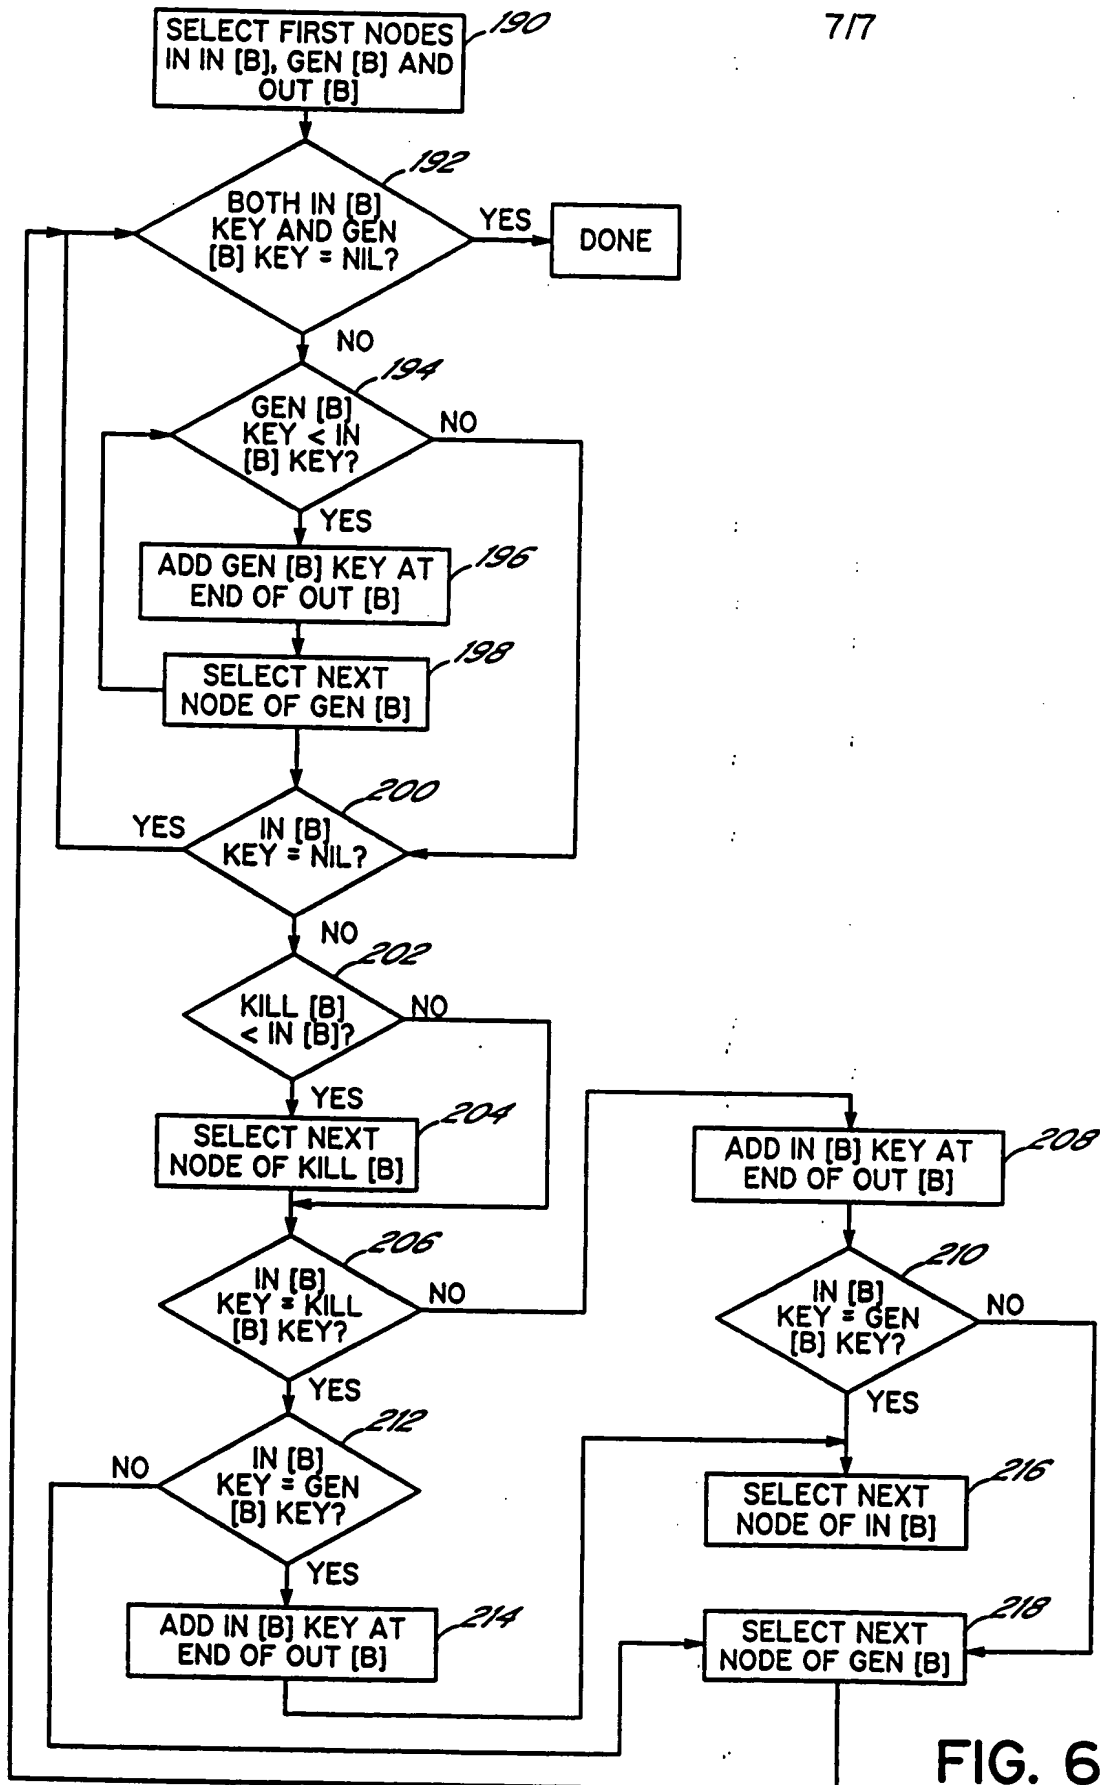 7/7
SELECT FIRST NODES
IN IN [B], GEN [B] AND
OUT [B]
190
BOTH IN [B]
KEY AND GEN
[B] KEY = NIL?
192
YES
DONE
NO
GEN [B]
KEY < IN
[B] KEY?
194
NO
YES
ADD GEN [B] KEY AT
END OF OUT [B]
196
SELECT NEXT
NODE OF GEN [B]
198
IN [B]
KEY = NIL?
200
YES
NO
KILL [B]
< IN [B]?
202
NO
YES
SELECT NEXT
NODE OF KILL [B]
204
IN [B]
KEY = KILL
[B] KEY?
206
NO
YES
ADD IN [B] KEY AT
END OF OUT [B]
208
IN [B]
KEY = GEN
[B] KEY?
210
NO
YES
IN [B]
KEY = GEN
[B] KEY?
212
NO
YES
ADD IN [B] KEY AT
END OF OUT [B]
214
SELECT NEXT
NODE OF IN [B]
216
SELECT NEXT
NODE OF GEN [B]
218
FIG. 6